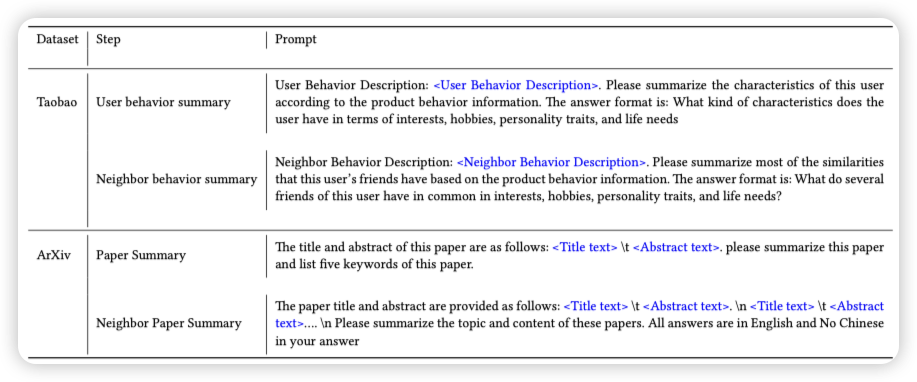 Dataset Step Prompt
User Behavior Description: <User Behavior Description>. Please summarize the characteristics of this user
Taobao User behavior summary according to the product behavior information. The answer format is: What kind of characteristics does the
user have in terms of interests, hobbies, personality traits, and life needs
Neighbor Behavior Description: <Neighbor Behavior Description>. Please summarize most of the similarities
Neighbor behavior summary that this user's friends have based on the product behavior information. The answer format is: What do several
friends of this user have in common in interests, hobbies, personality traits, and life needs?
The title and abstract of this paper are as follows: <Title text> \t <Abstract text>. please summarize this paper
ArXiv Paper Summary and list five keywords of this paper.
The paper title and abstract are provided as follows: <Title text> \t <Abstract text>. \n <Title text> \t <Abstract
Neighbor Paper Summary text>.... \n Please summarize the topic and content of these papers. All answers are in English and No Chinese
in your answer